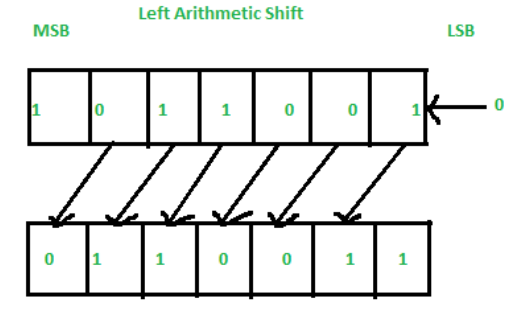 Left Arithmetic Shift
MSB LSB
1 0 1 1 0 0 1 0
0 1 1 0 0 1 1